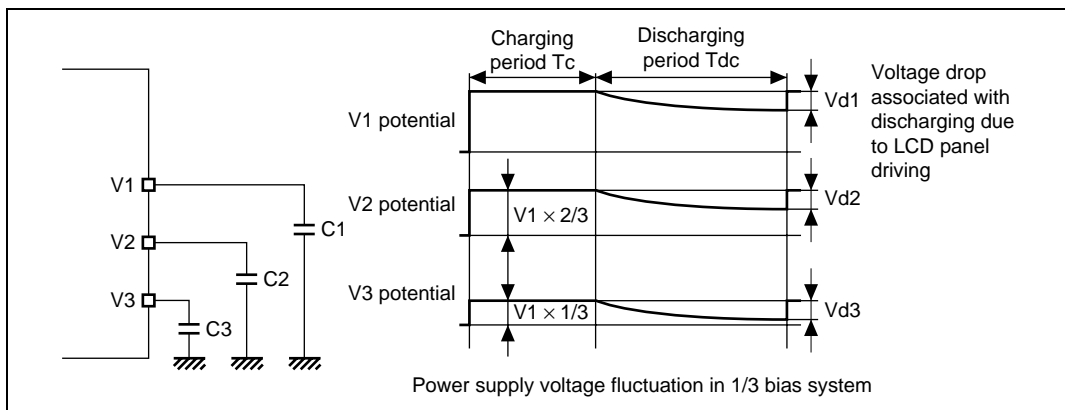 Charging
period Tc
Discharging
period Tdc
Voltage drop
associated with
discharging due
to LCD panel
driving
Vd1
V1 potential
V1
V2 potential
V1 × 2/3
Vd2
C1
V2
C2
V3 potential
V1 × 1/3
Vd3
V3
C3
Power supply voltage fluctuation in 1/3 bias system